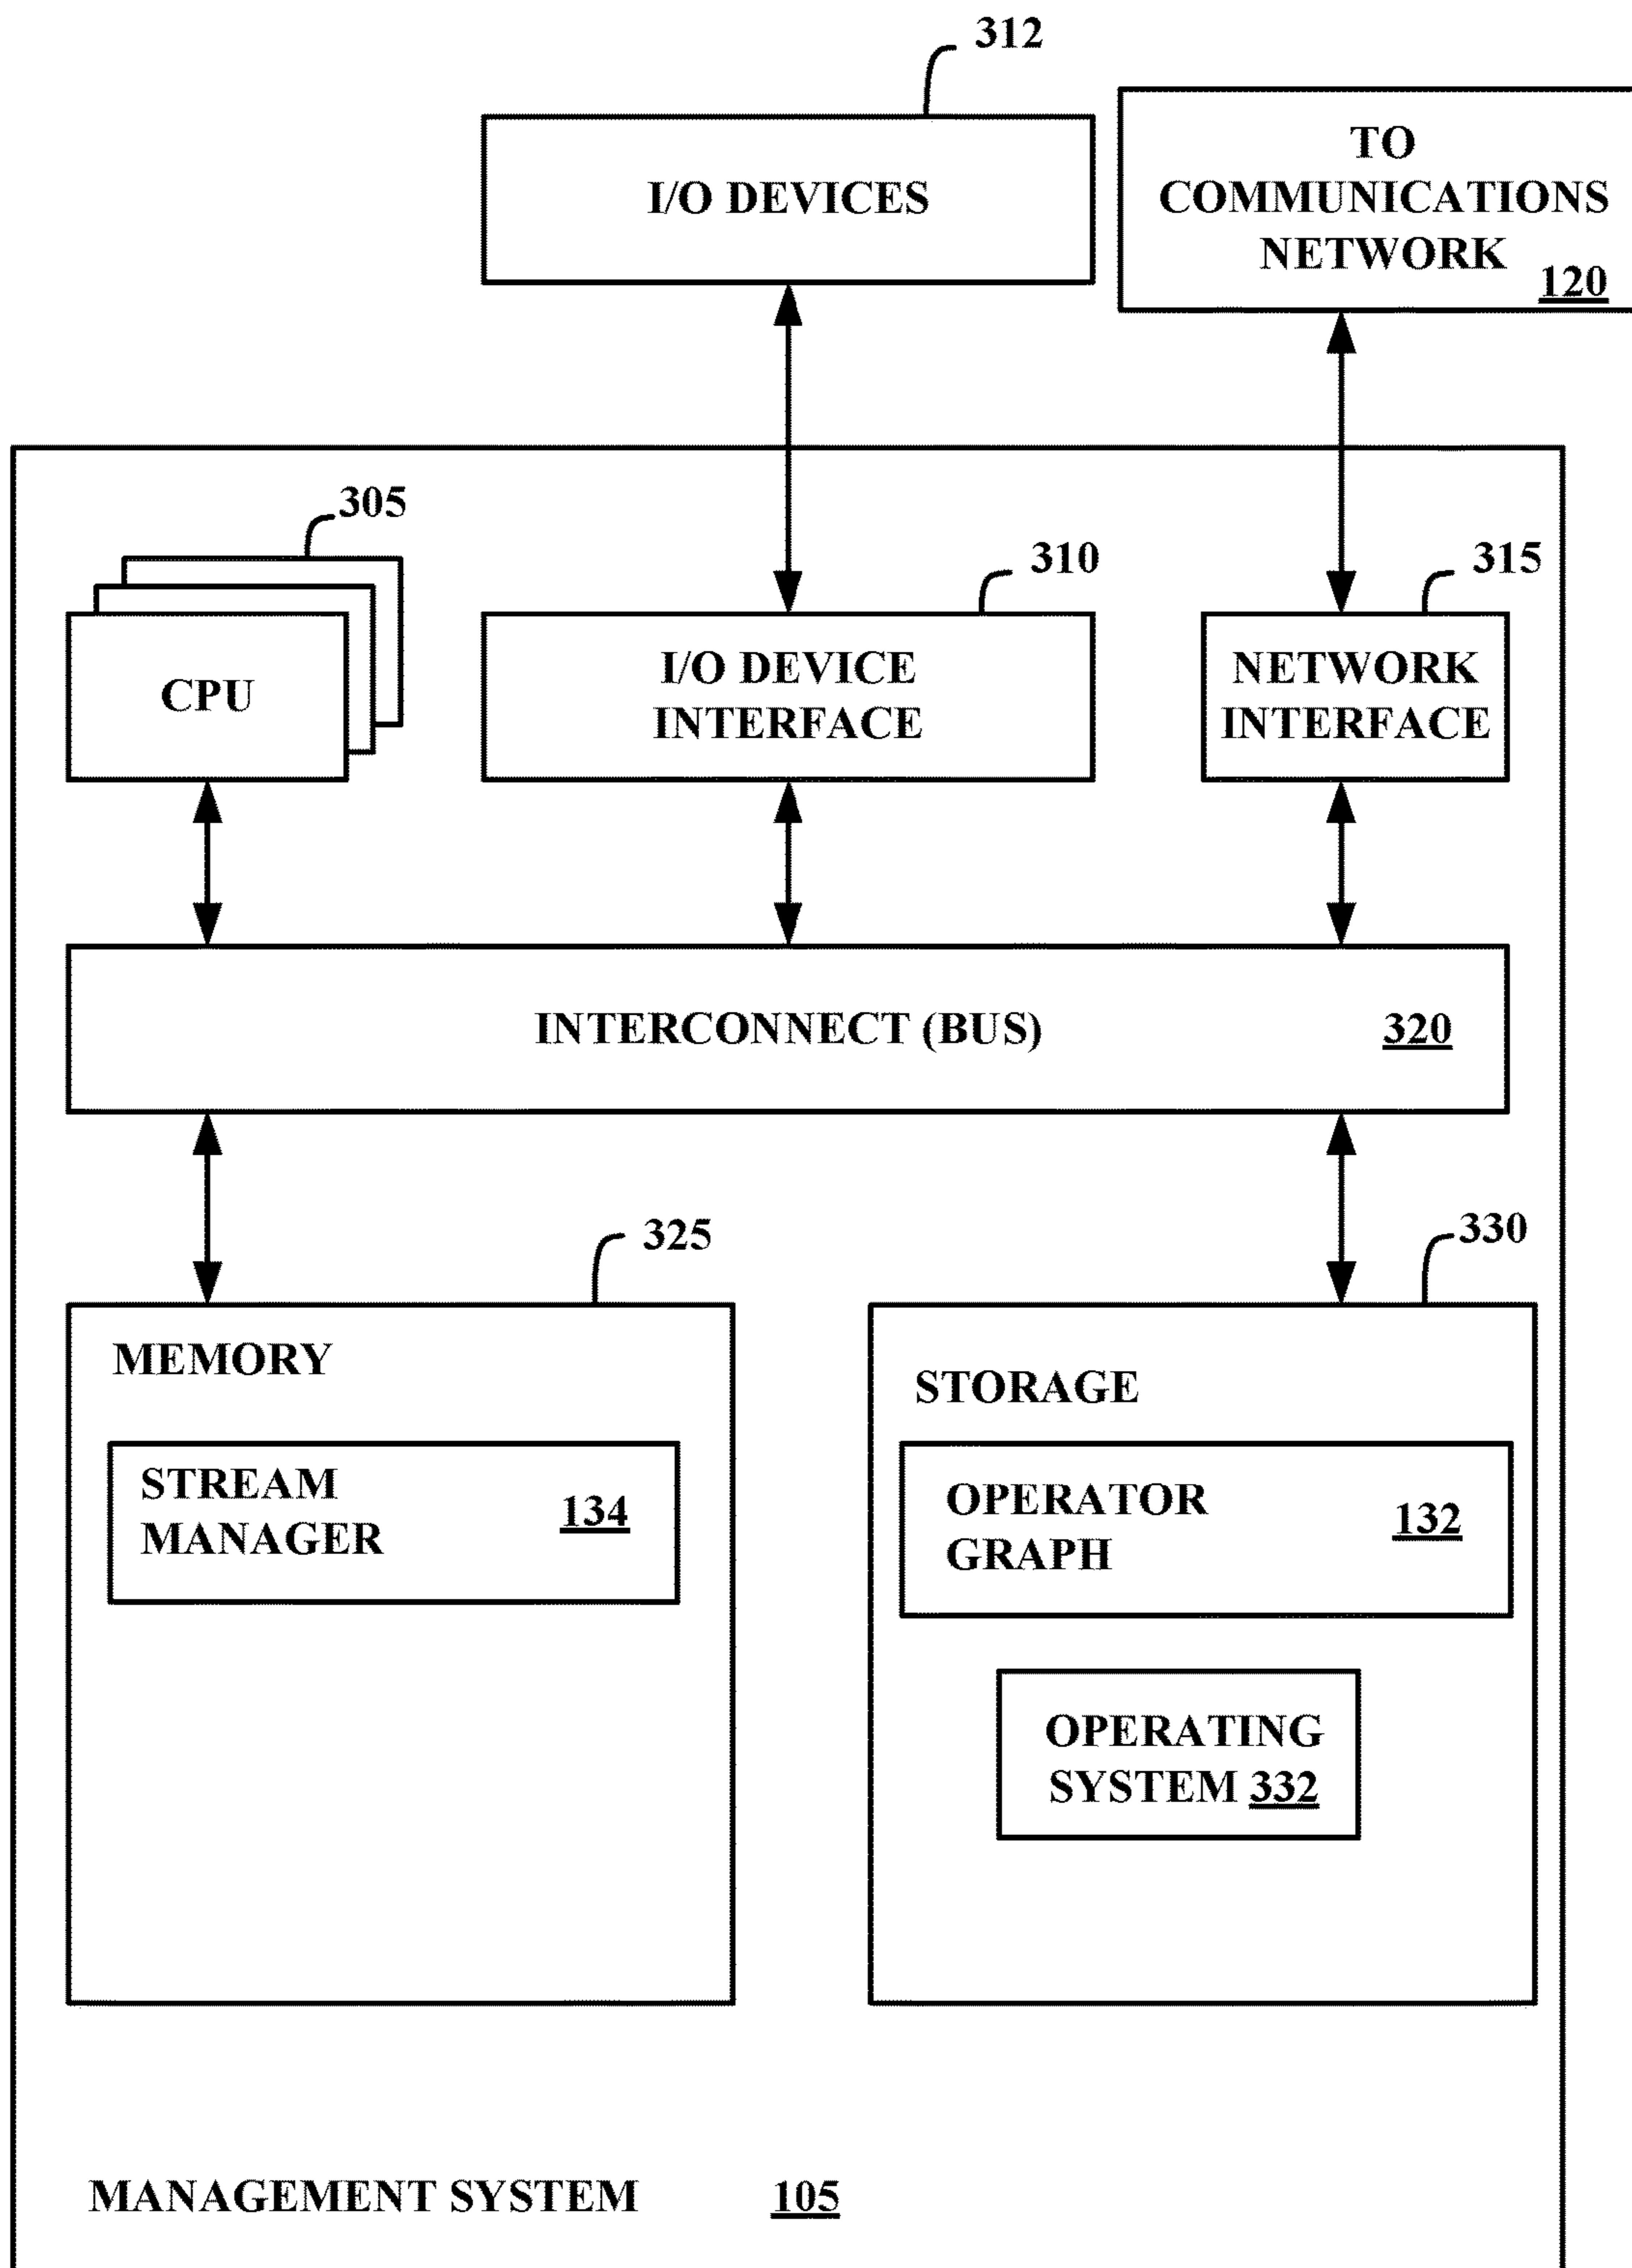 312
I/O DEVICES
TO
COMMUNICATIONS
NETWORK
120
305
310
315
CPU
I/O DEVICE
INTERFACE
NETWORK
INTERFACE
INTERCONNECT (BUS) 320
325
330
MEMORY
STREAM
MANAGER
134
STORAGE
OPERATOR
GRAPH
132
OPERATING
SYSTEM 332
MANAGEMENT SYSTEM 105